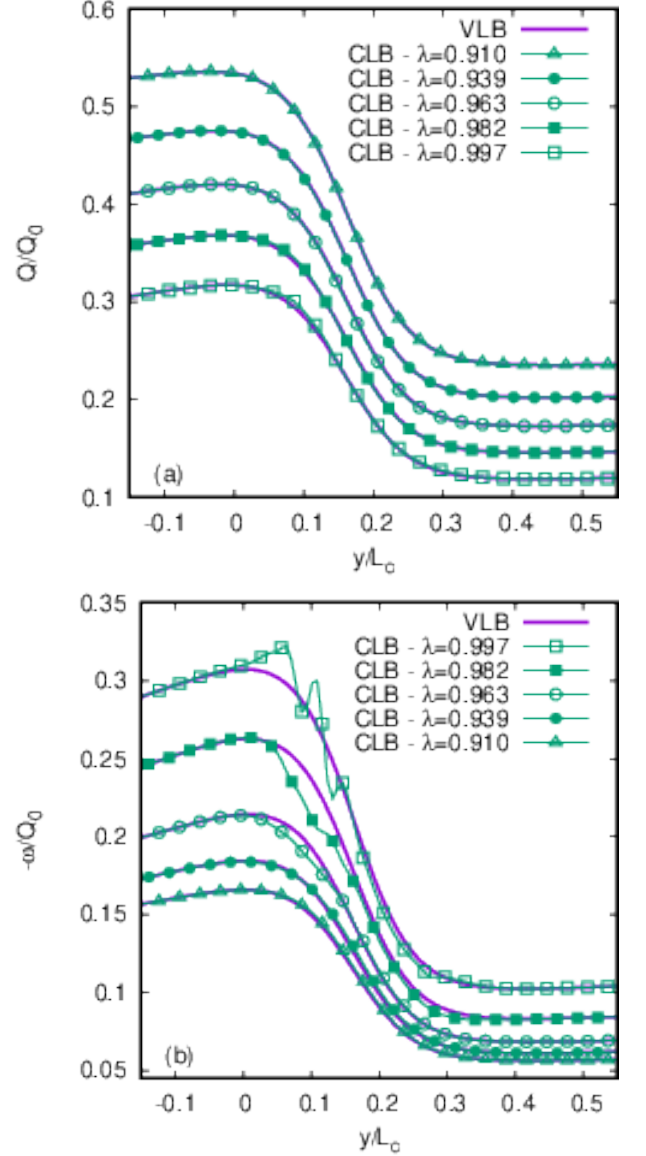 0.6
0.5
0.4
0.3
0.2
0.1
Q/Q0
VLB
CLB - λ=0.910
CLB - λ=0.939
CLB - λ=0.963
CLB - λ=0.982
CLB - λ=0.997
(a)
-0.1 0 0.1 0.2 0.3 0.4 0.5
y/Lc
0.35
0.3
0.25
0.2
0.15
0.1
0.05
-ω/Q0
VLB
CLB - λ=0.997
CLB - λ=0.982
CLB - λ=0.963
CLB - λ=0.939
CLB - λ=0.910
(b)
-0.1 0 0.1 0.2 0.3 0.4 0.5
y/Lc